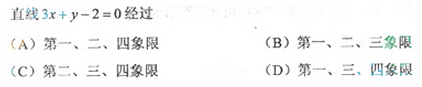 直线3x+y-2=0经过
(A) 第一、二、四象限 (B) 第一、二、三象限
(C) 第二、三、四象限 (D) 第一、三、四象限